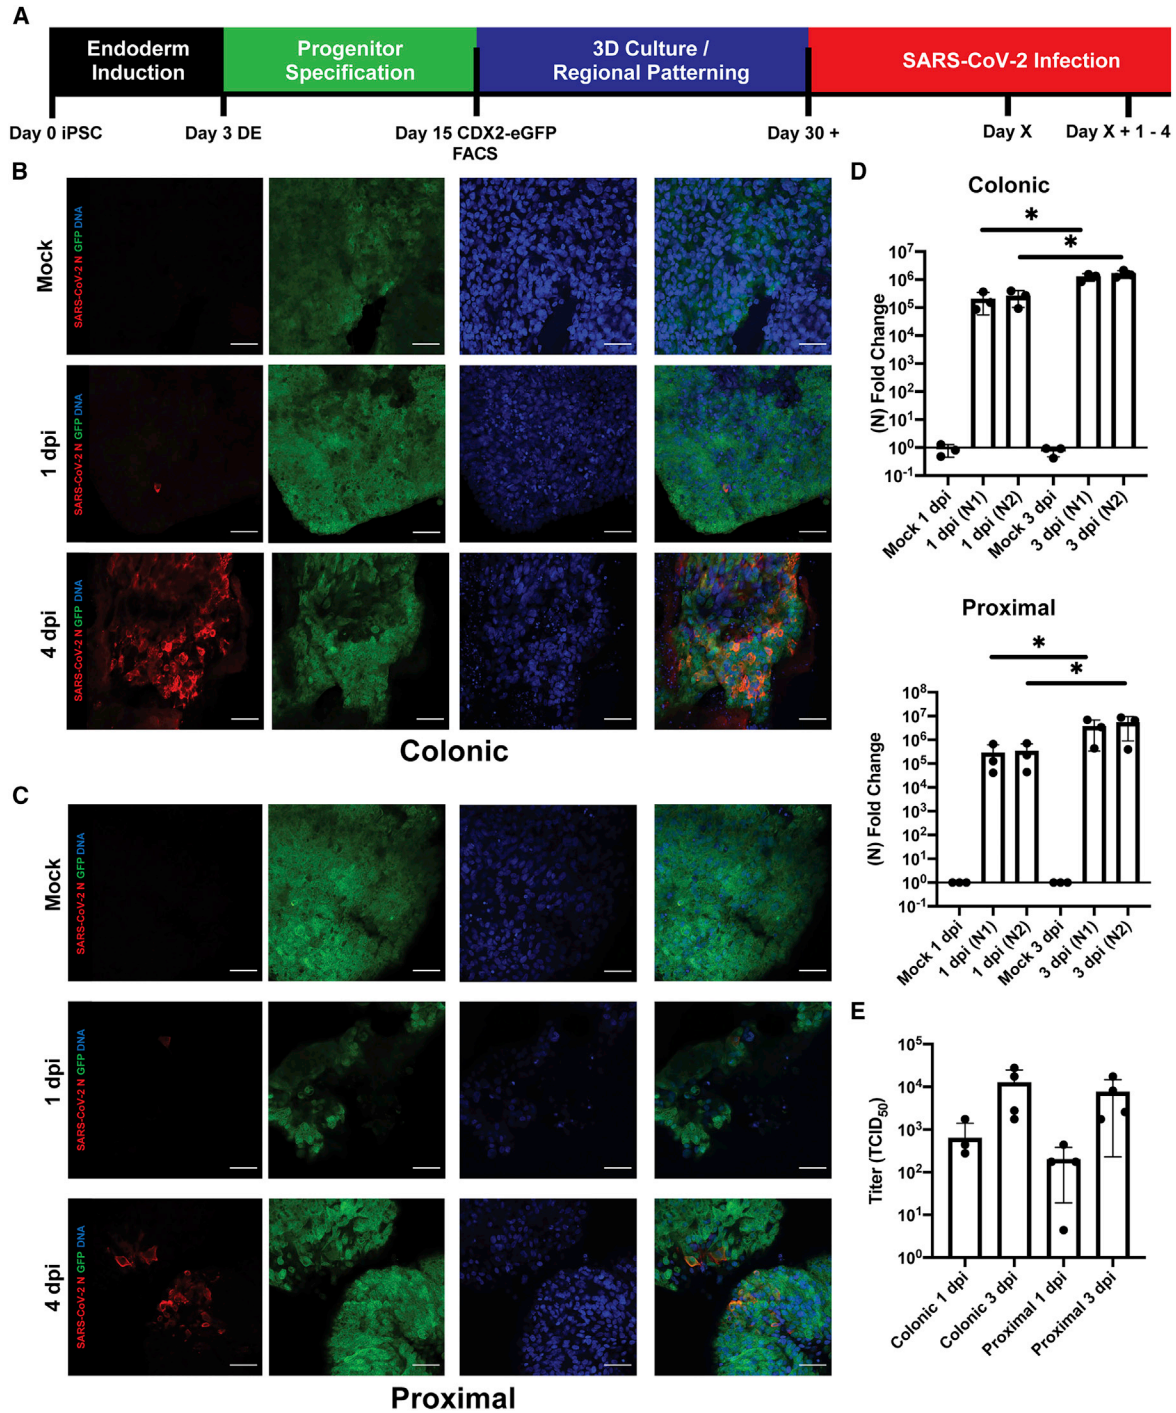 A
Endoderm
Induction
Progenitor
Specification
3D Culture /
Regional Patterning
SARS-CoV-2 Infection
Day 0 iPSC
Day 3 DE
Day 15 CDX2-eGFP
FACS
Day 30 +
Day X
Day X + 1 - 4
B
Mock
SARS-CoV-2 N GFP DNA
1 dpi
SARS-CoV-2 N GFP DNA
4 dpi
SARS-CoV-2 N GFP DNA
Colonic
C
Mock
SARS-CoV-2 N GFP DNA
1 dpi
SARS-CoV-2 N GFP DNA
4 dpi
SARS-CoV-2 N GFP DNA
Proximal
D
Colonic
*
*
(N) Fold Change
10⁷
10⁶
10⁵
10⁴
10³
10²
10¹
10⁰
10⁻¹
Mock 1 dpi
1 dpi (N1)
1 dpi (N2)
Mock 3 dpi
3 dpi (N1)
3 dpi (N2)
Proximal
*
*
(N) Fold Change
10⁸
10⁷
10⁶
10⁵
10⁴
10³
10²
10¹
10⁰
10⁻¹
Mock 1 dpi
1 dpi (N1)
1 dpi (N2)
Mock 3 dpi
3 dpi (N1)
3 dpi (N2)
E
Titer (TCID₅₀)
10⁵
10⁴
10³
10²
10¹
10⁰
Colonic 1 dpi
Colonic 3 dpi
Proximal 1 dpi
Proximal 3 dpi